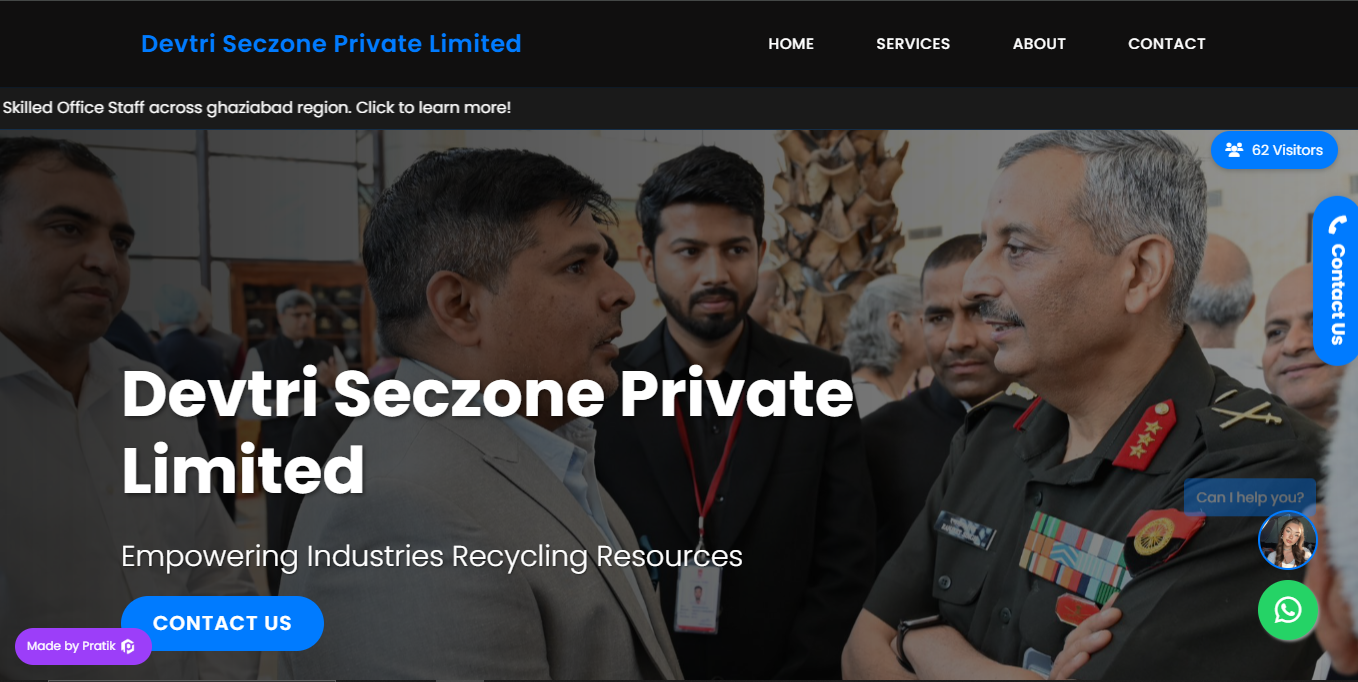 Devtri Seczone Private Limited
HOME
SERVICES
ABOUT
CONTACT
Skilled Office Staff across ghaziabad region. Click to learn more!
62 Visitors
Contact Us
Devtri Seczone Private
Limited
Can I help you?
Empowering Industries Recycling Resources
CONTACT US
Made by Pratik